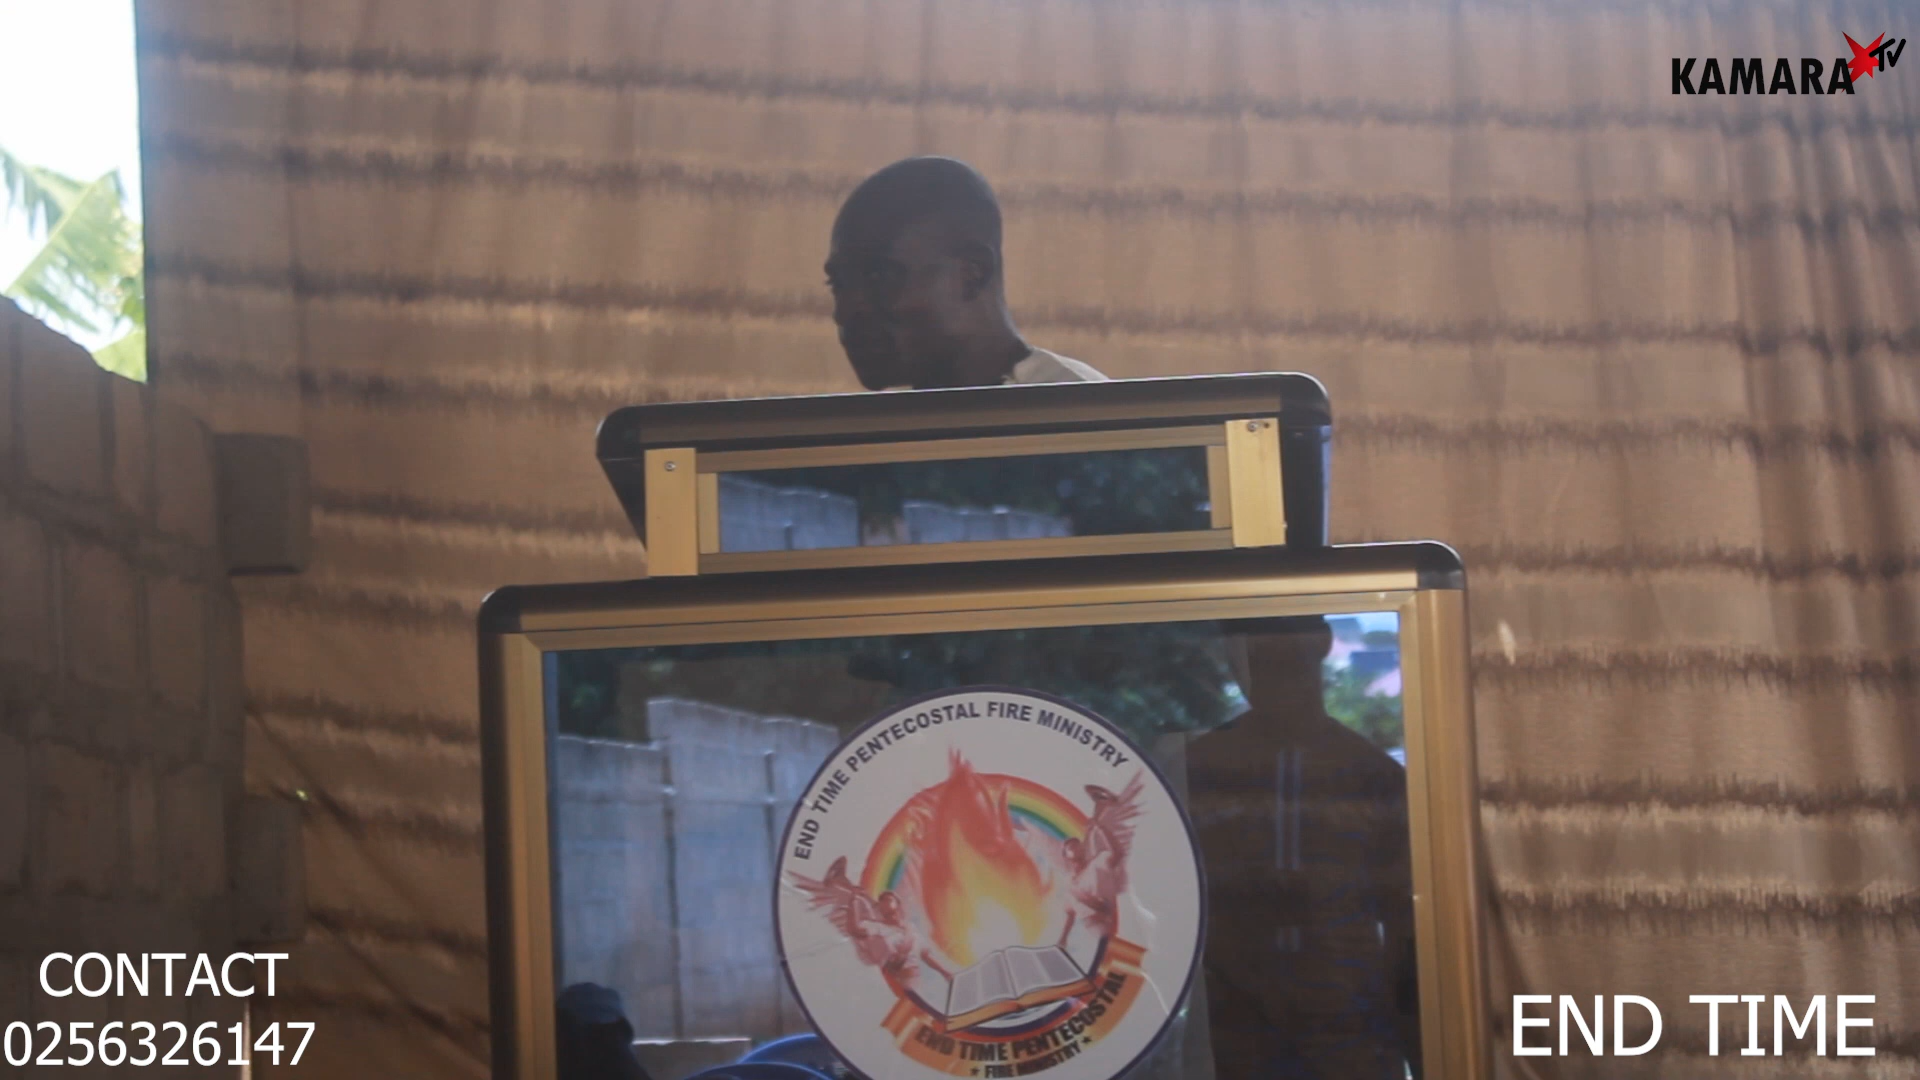 KAMARA TV
END TIME PENTECOSTAL FIRE MINISTRY
END TIME PENTECOSTAL
★ FIRE MINISTRY ★
CONTACT
0256326147
END TIME